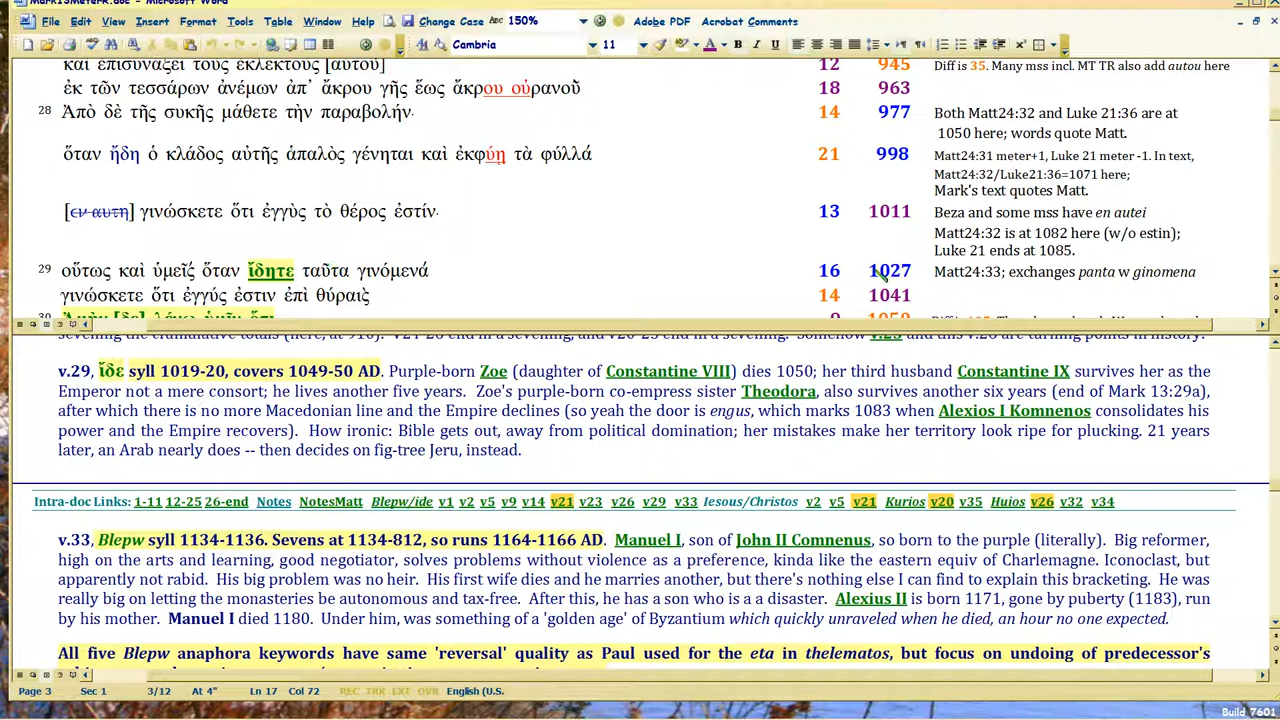 Mark13MeterR.doc - Microsoft Word
File Edit View Insert Format Tools Table Window Help Change Case 150% Adobe PDF Acrobat Comments
Cambria 11 B I U
καὶ ἐπισυνάξει τοὺς ἐκλεκτοὺς [αὐτοῦ] 12 945 Diff is 35. Many mss incl. MT TR also add autou here
ἐκ τῶν τεσσάρων ἀνέμων ἀπ᾽ ἄκρου γῆς ἕως ἄκρου οὐρανοῦ 18 963
28 Ἀπὸ δὲ τῆς συκῆς μάθετε τὴν παραβολήν· 14 977 Both Matt24:32 and Luke 21:36 are at
1050 here; words quote Matt.
ὅταν ἤδη ὁ κλάδος αὐτῆς ἁπαλὸς γένηται καὶ ἐκφύῃ τὰ φύλλά 21 998 Matt24:31 meter+1, Luke 21 meter -1. In text,
Matt24:32/Luke21:36=1071 here;
Mark's text quotes Matt.
[εν αυτη] γινώσκετε ὅτι ἐγγὺς τὸ θέρος ἐστίν· 13 1011 Beza and some mss have en autei
Matt24:32 is at 1082 here (w/o estin);
Luke 21 ends at 1085.
29 οὕτως καὶ ὑμεῖς ὅταν ἴδητε ταῦτα γινόμενά 16 1027 Matt24:33; exchanges panta w ginomena
γινώσκετε ὅτι ἐγγύς ἐστιν ἐπὶ θύραις 14 1041
30
v.29, ἴδε syll 1019-20, covers 1049-50 AD. Purple-born Zoe (daughter of Constantine VIII) dies 1050; her third husband Constantine IX survives her as the
Emperor not a mere consort; he lives another five years. Zoe's purple-born co-empress sister Theodora, also survives another six years (end of Mark 13:29a),
after which there is no more Macedonian line and the Empire declines (so yeah the door is engus, which marks 1083 when Alexios I Komnenos consolidates his
power and the Empire recovers). How ironic: Bible gets out, away from political domination; her mistakes make her territory look ripe for plucking. 21 years
later, an Arab nearly does -- then decides on fig-tree Jeru, instead.
Intra-doc Links: 1-11 12-25 26-end Notes NotesMatt Blepw/ide v1 v2 v5 v9 v14 v21 v23 v26 v29 v33 Iesous/Christos v2 v5 v21 Kurios v20 v35 Huios v26 v32 v34
v.33, Blepw syll 1134-1136. Sevens at 1134-812, so runs 1164-1166 AD. Manuel I, son of John II Comnenus, so born to the purple (literally). Big reformer,
high on the arts and learning, good negotiator, solves problems without violence as a preference, kinda like the eastern equiv of Charlemagne. Iconoclast, but
apparently not rabid. His big problem was no heir. His first wife dies and he marries another, but there's nothing else I can find to explain this bracketing. He was
really big on letting the monasteries be autonomous and tax-free. After this, he has a son who is a a disaster. Alexius II is born 1171, gone by puberty (1183), run
by his mother. Manuel I died 1180. Under him, was something of a 'golden age' of Byzantium which quickly unraveled when he died, an hour no one expected.
All five Blepw anaphora keywords have same 'reversal' quality as Paul used for the eta in thelematos, but focus on undoing of predecessor's
Page 3 Sec 1 3/12 At 4" Ln 17 Col 72 REC TRK EXT OVR English (U.S.
Build 7601